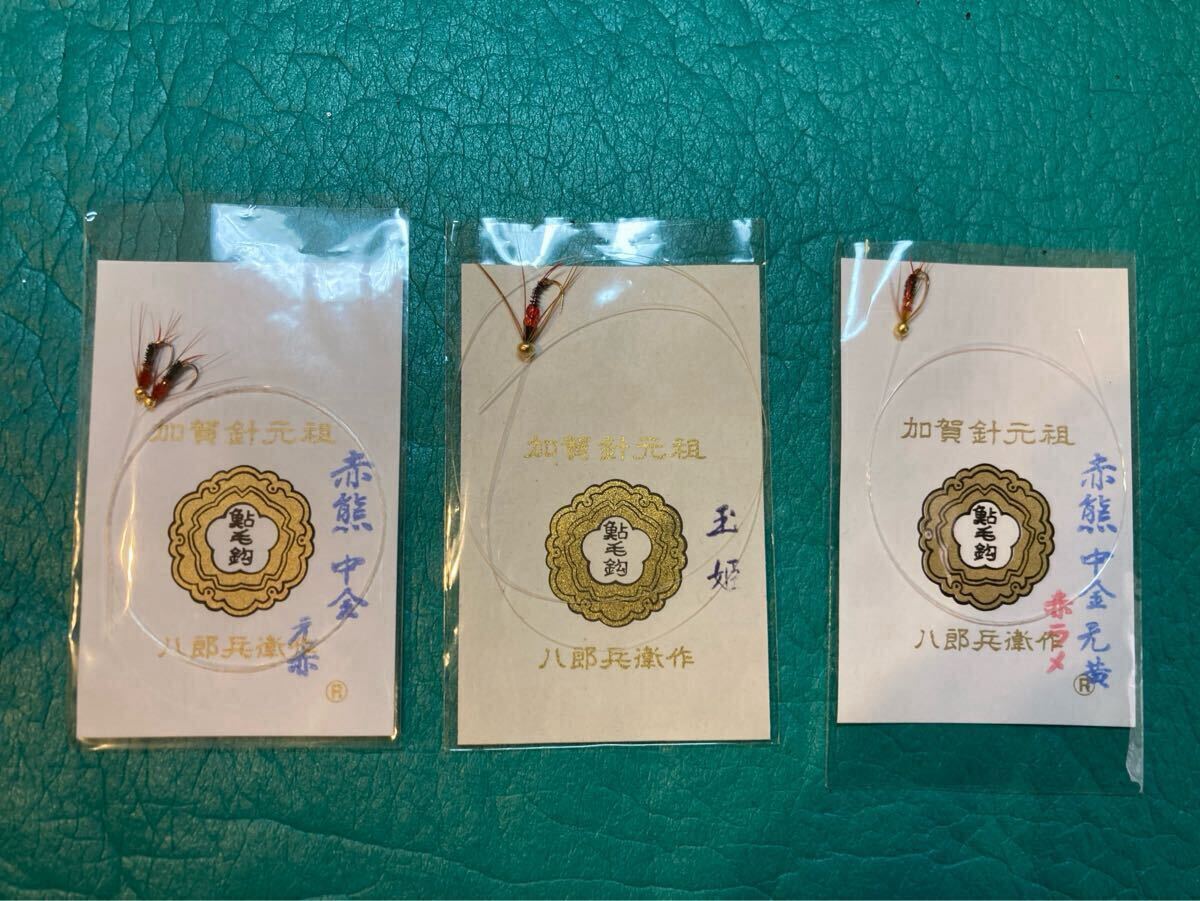 加賀針元祖
赤熊 中金
元赤
鮎毛鈎
八郎兵衛作
R
加賀針元祖
玉姫
鮎毛鈎
八郎兵衛作
加賀針元祖
赤熊 中金 元黄
赤ラメ
鮎毛鈎
八郎兵衛作
R